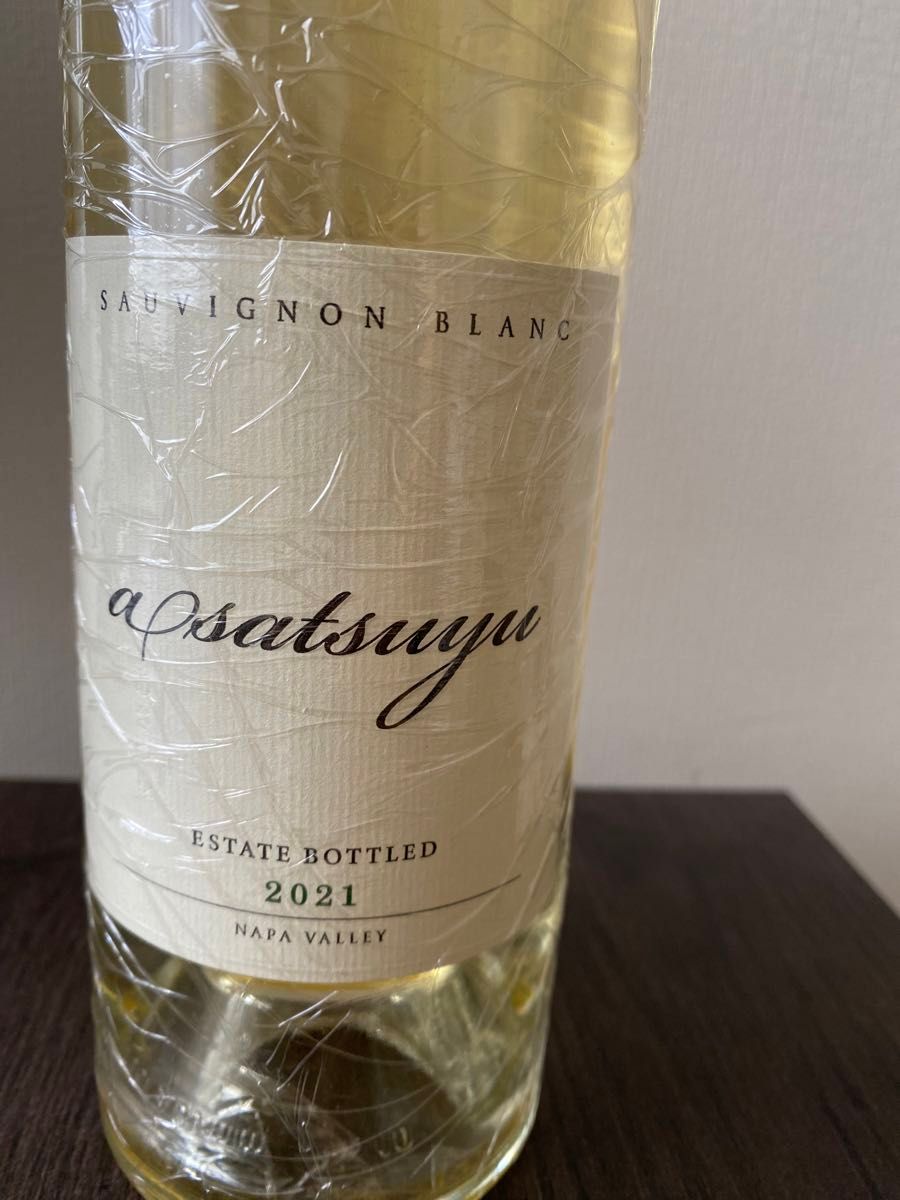 SAUVIGNON BLANC
asatsuyu
ESTATE BOTTLED
2021
NAPA VALLEY